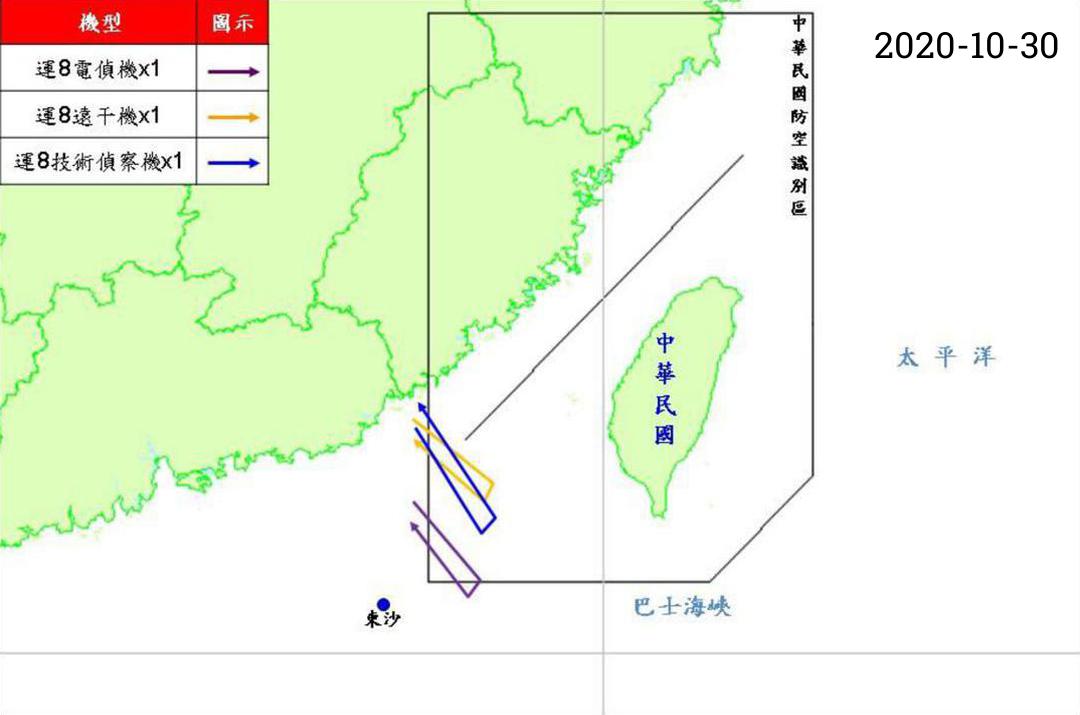 機型 圖示
2020-10-30
運8電偵機x1
運8遠干機x1
運8技術偵察機x1
中華民國防空識別區
中華民國
太平洋
巴士海峽
東沙